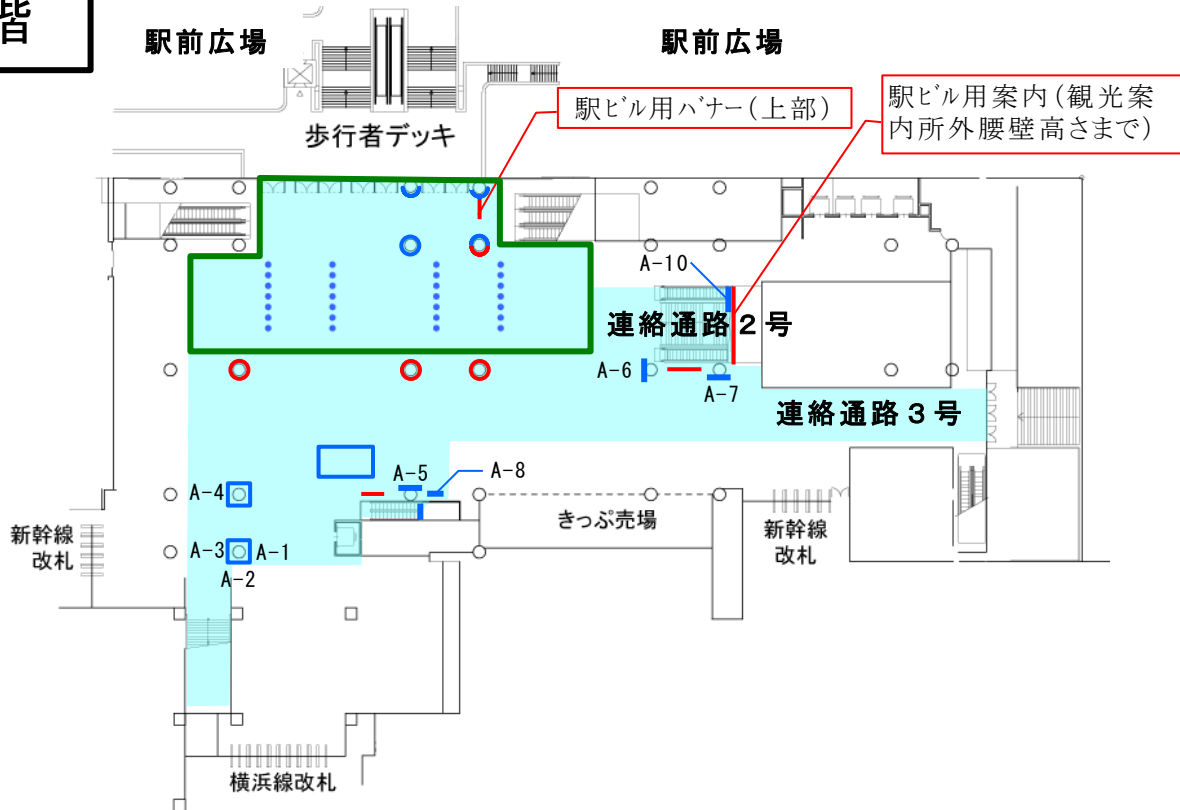 階
駅前広場
駅前広場
駅ビル用バナー(上部)
駅ビル用案内(観光案
内所外腰壁高さまで)
歩行者デッキ
A-10
連絡通路2号
A-6
A-7
連絡通路3号
A-5
A-8
A-4
きっぷ売場
新幹線
改札
新幹線
改札
A-3
A-1
A-2
横浜線改札